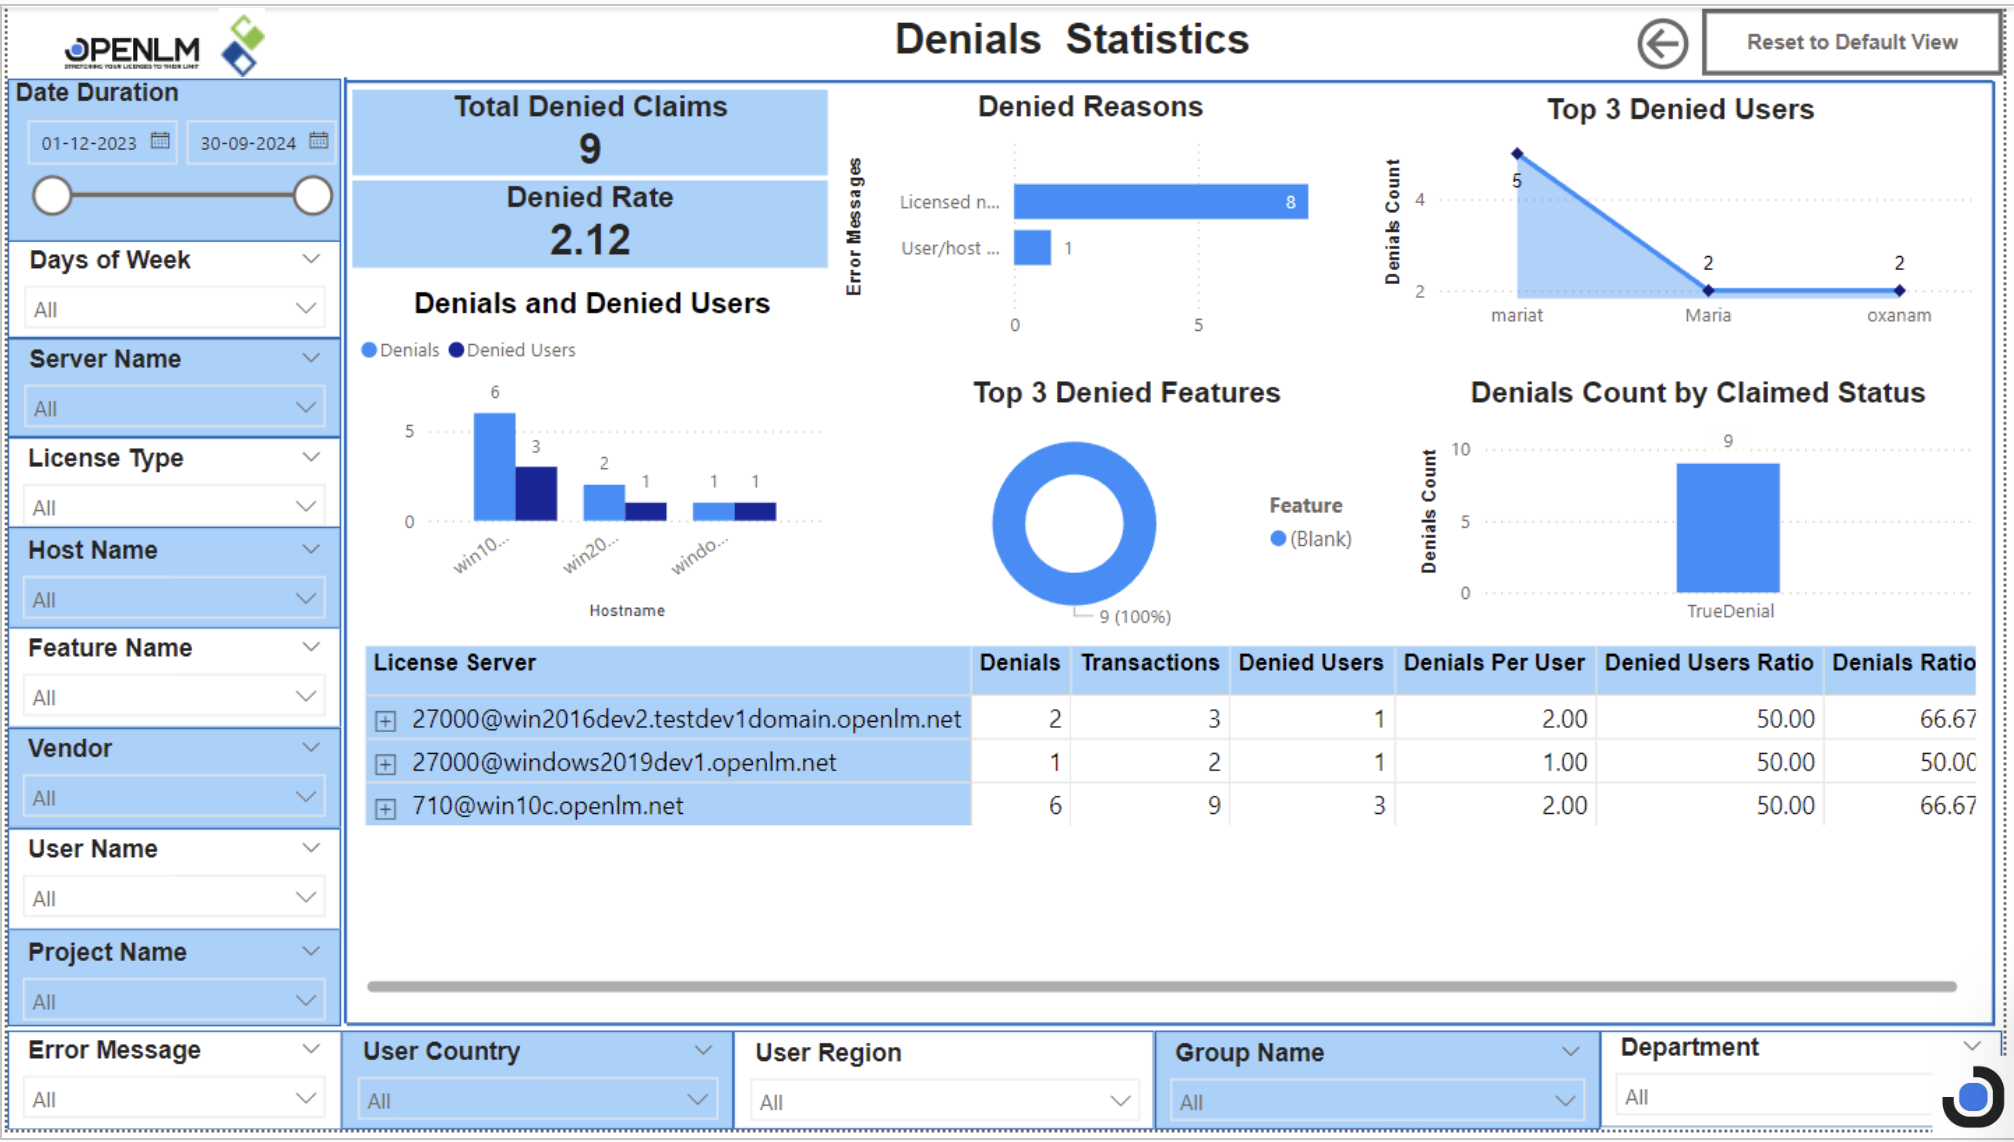 OPENLM
STRETCHING YOUR LICENSES TO THEIR LIMIT
Denials Statistics
Reset to Default View
Date Duration
01-12-2023 30-09-2024
Days of Week
All
Server Name
All
License Type
All
Host Name
All
Feature Name
All
Vendor
All
User Name
All
Project Name
All
Total Denied Claims
9
Denied Rate
2.12
Denied Reasons
Error Messages
Licensed n... 8
User/host ... 1
0 5
Top 3 Denied Users
Denials Count
4
2
5
2
2
mariat Maria oxanam
Denials and Denied Users
Denials Denied Users
5
0
6 3
2 1
1 1
win10... win20... windo...
Hostname
Top 3 Denied Features
Feature
(Blank)
9 (100%)
Denials Count by Claimed Status
Denials Count
10
5
0
9
TrueDenial
License Server Denials Transactions Denied Users Denials Per User Denied Users Ratio Denials Ratio
27000@win2016dev2.testdev1domain.openlm.net 2 3 1 2.00 50.00 66.67
27000@windows2019dev1.openlm.net 1 2 1 1.00 50.00 50.00
710@win10c.openlm.net 6 9 3 2.00 50.00 66.67
Error Message
All
User Country
All
User Region
All
Group Name
All
Department
All